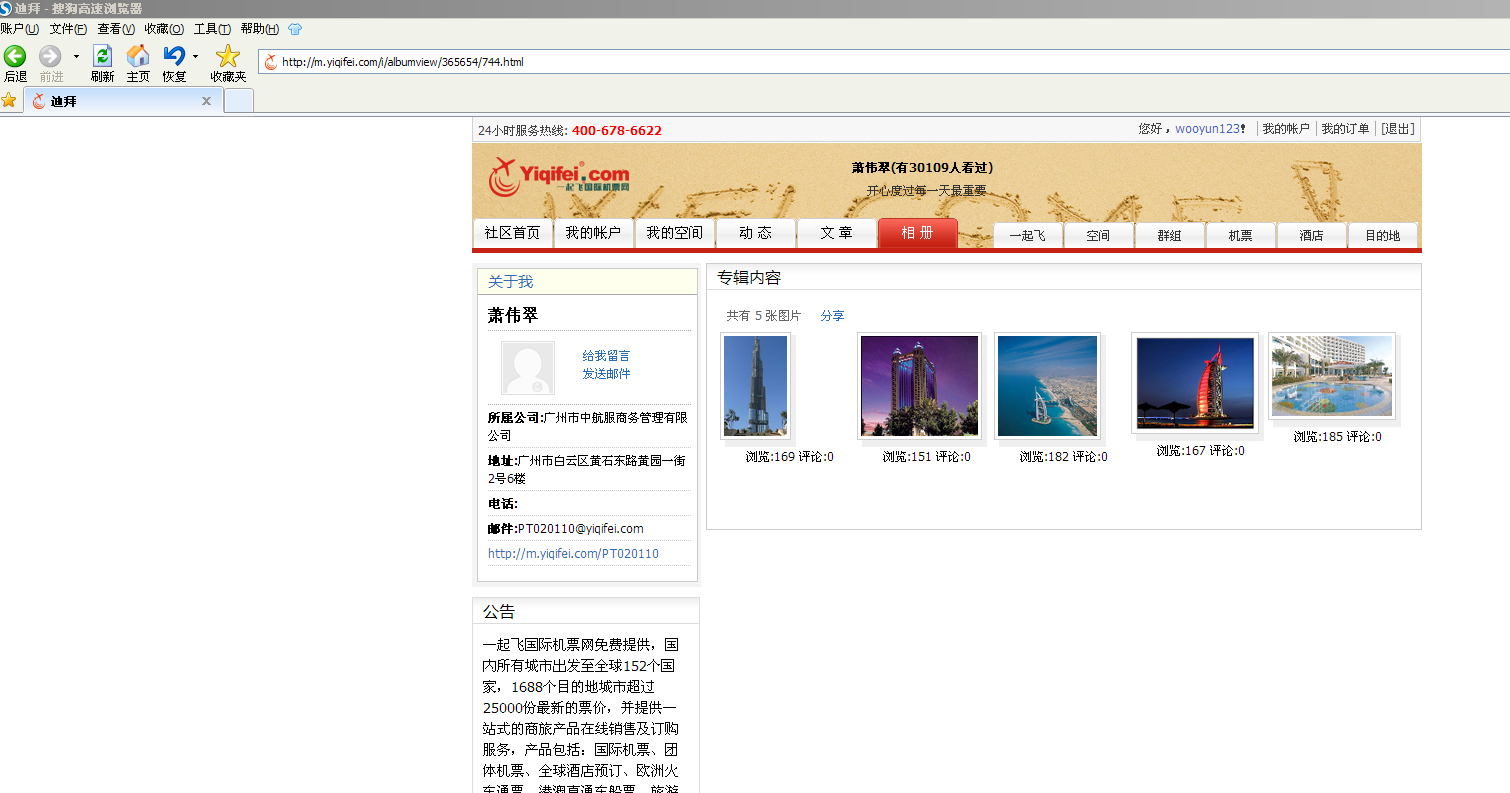 迪拜 - 搜狗高速浏览器
账户(U) 文件(F) 查看(V) 收藏(O) 工具(T) 帮助(H)
后退 前进 刷新 主页 恢复 收藏夹
http://m.yiqifei.com/i/albumview/365654/744.html
迪拜
24小时服务热线: 400-678-6622
您好，wooyun123! 我的帐户 我的订单 [退出]
Yiqifei.com
一起飞国际机票网
萧伟翠(有30109人看过)
开心度过每一天最重要
社区首页 我的帐户 我的空间 动 态 文 章 相 册 一起飞 空间 群组 机票 酒店 目的地
关于我
萧伟翠
给我留言
发送邮件
所属公司:广州市中航服商务管理有限
公司
地址:广州市白云区黄石东路黄园一街
2号6楼
电话:
邮件:PT020110@yiqifei.com
http://m.yiqifei.com/PT020110
专辑内容
共有 5 张图片 分享
浏览:169 评论:0
浏览:151 评论:0
浏览:182 评论:0
浏览:167 评论:0
浏览:185 评论:0
公告
一起飞国际机票网免费提供，国
内所有城市出发至全球152个国
家，1688个目的地城市超过
25000份最新的票价，并提供一
站式的商旅产品在线销售及订购
服务，产品包括：国际机票、团
体机票、全球酒店预订、欧洲火
车通票、港澳直通车船票、旅游